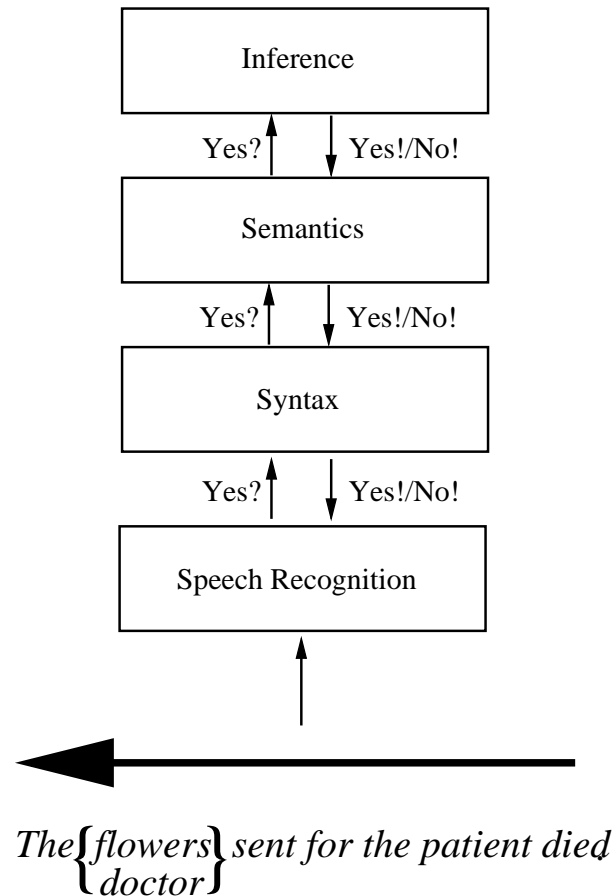 Inference
Yes? Yes!/No!
Semantics
Yes? Yes!/No!
Syntax
Yes? Yes!/No!
Speech Recognition
The { flowers } sent for the patient died.
{ doctor }